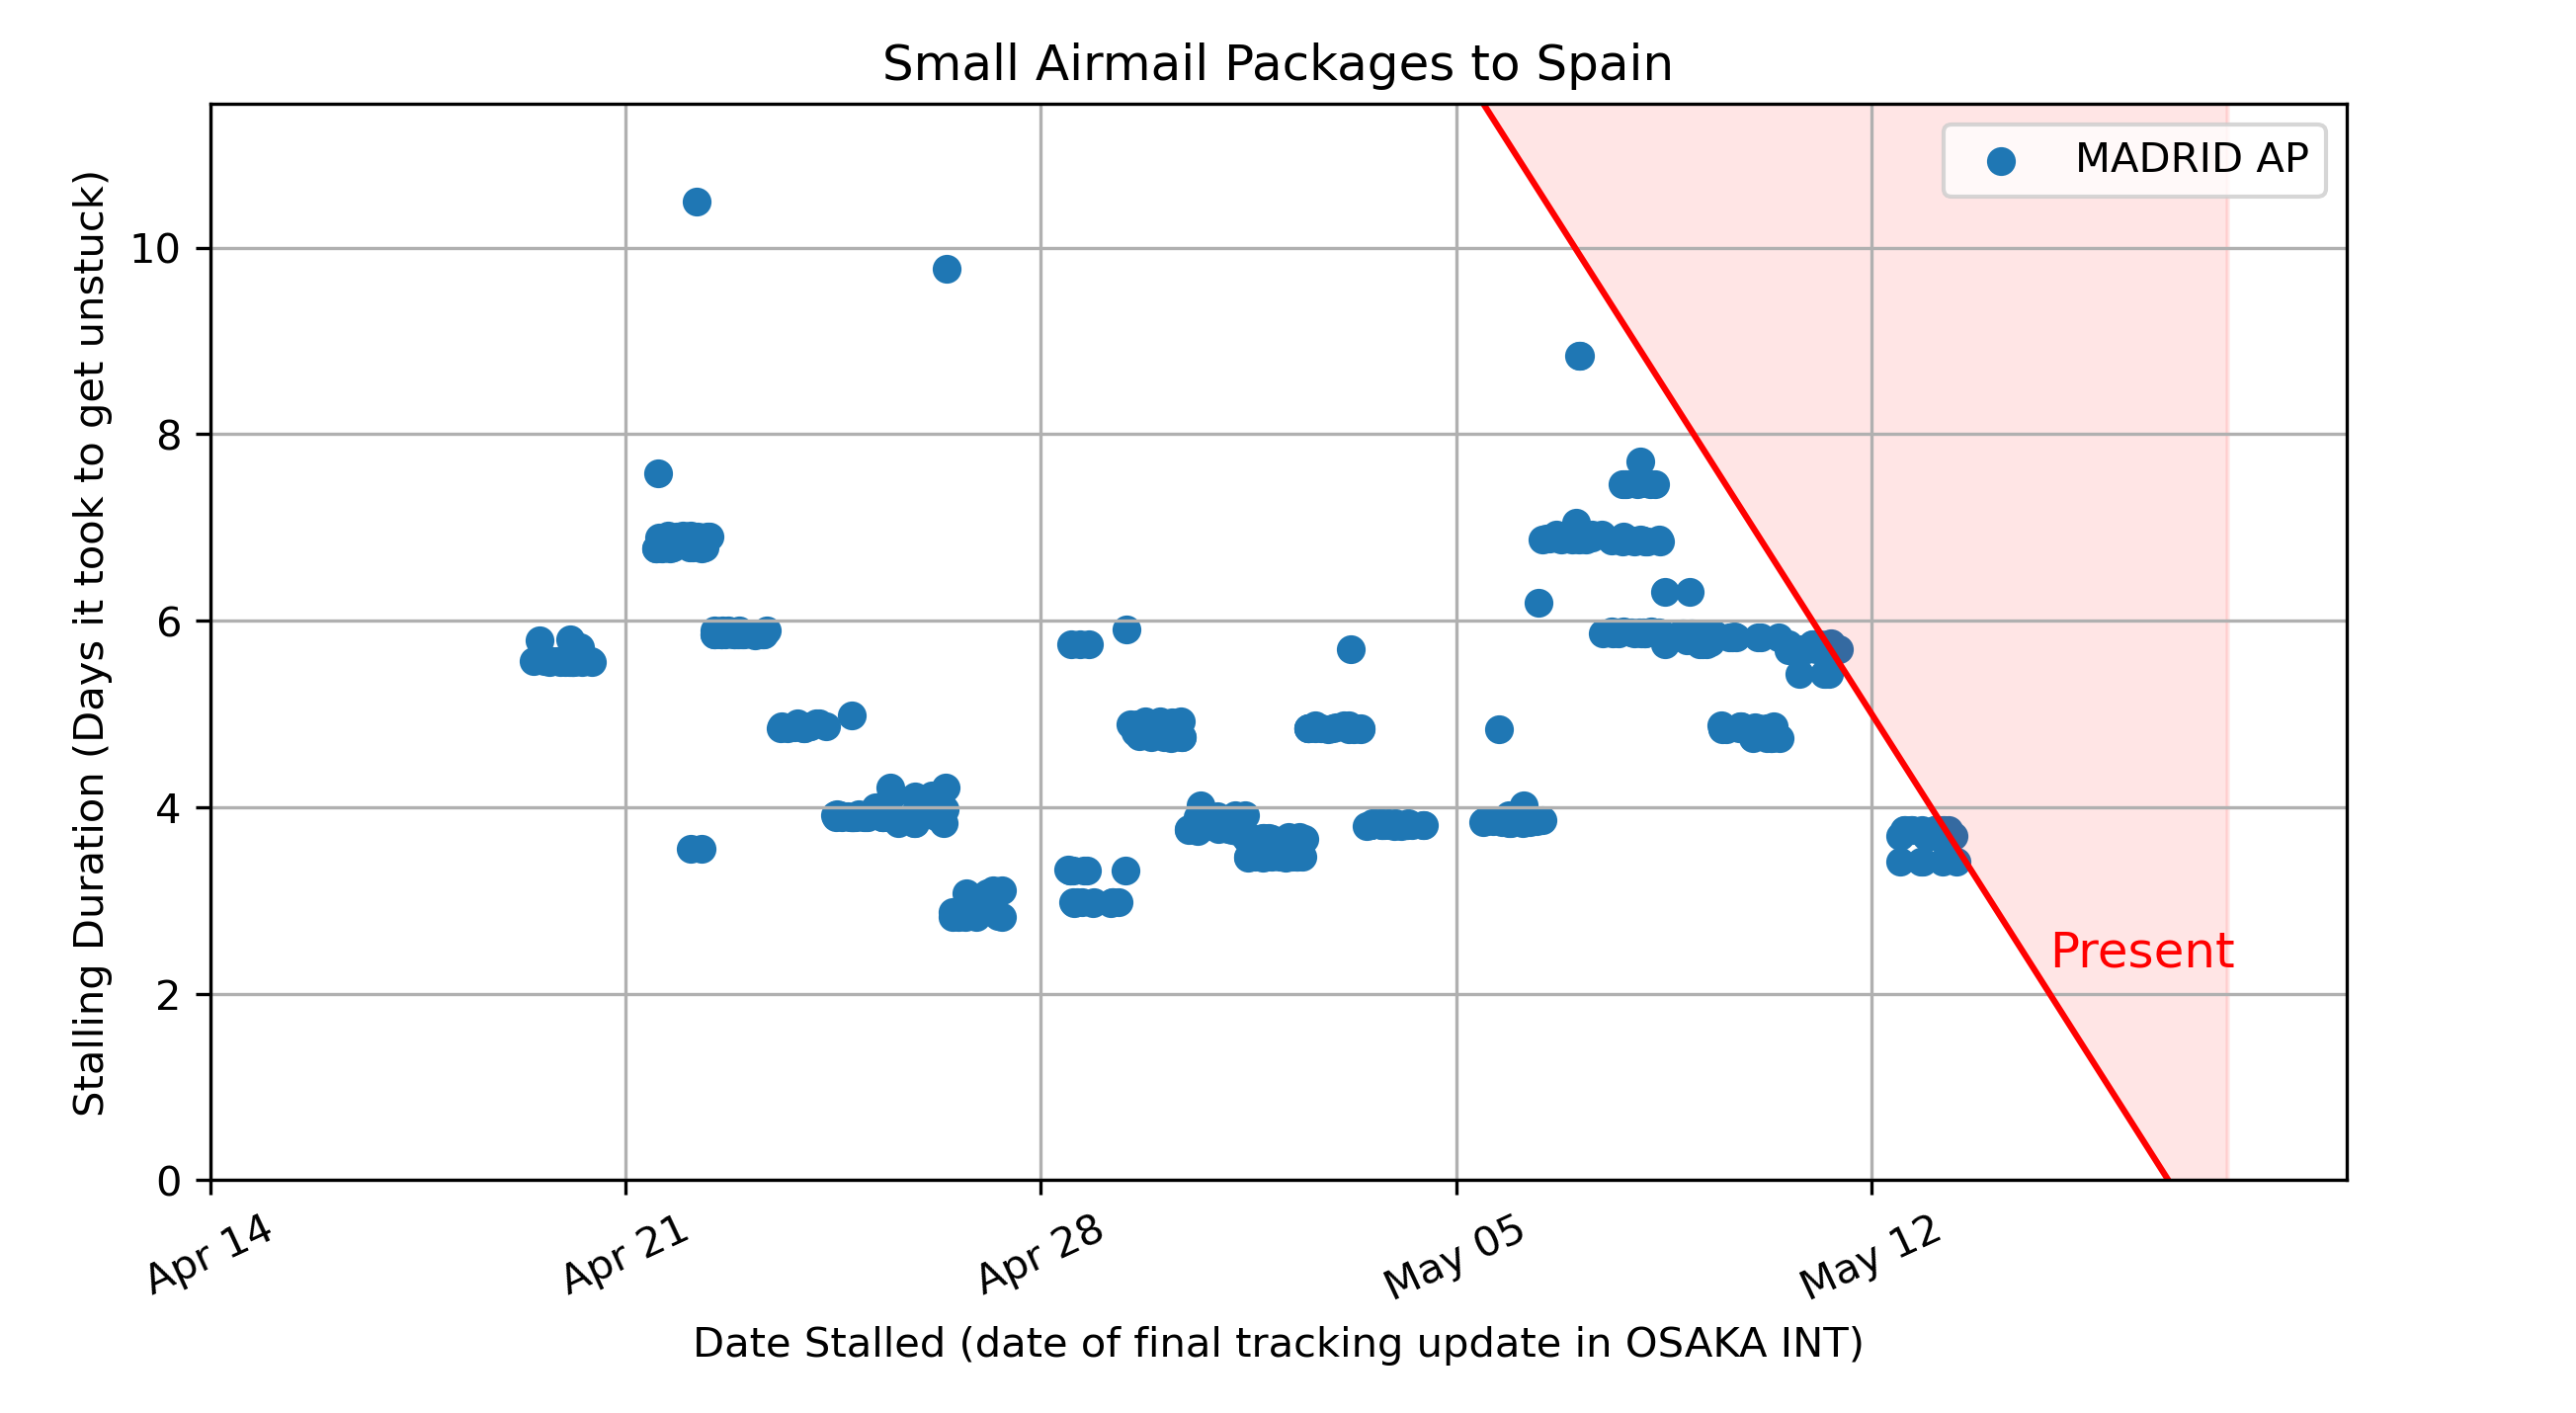 Small Airmail Packages to Spain
MADRID AP
Stalling Duration (Days it took to get unstuck)
10
8
6
4
2
0
Present
Apr 14
Apr 21
Apr 28
May 05
May 12
Date Stalled (date of final tracking update in OSAKA INT)